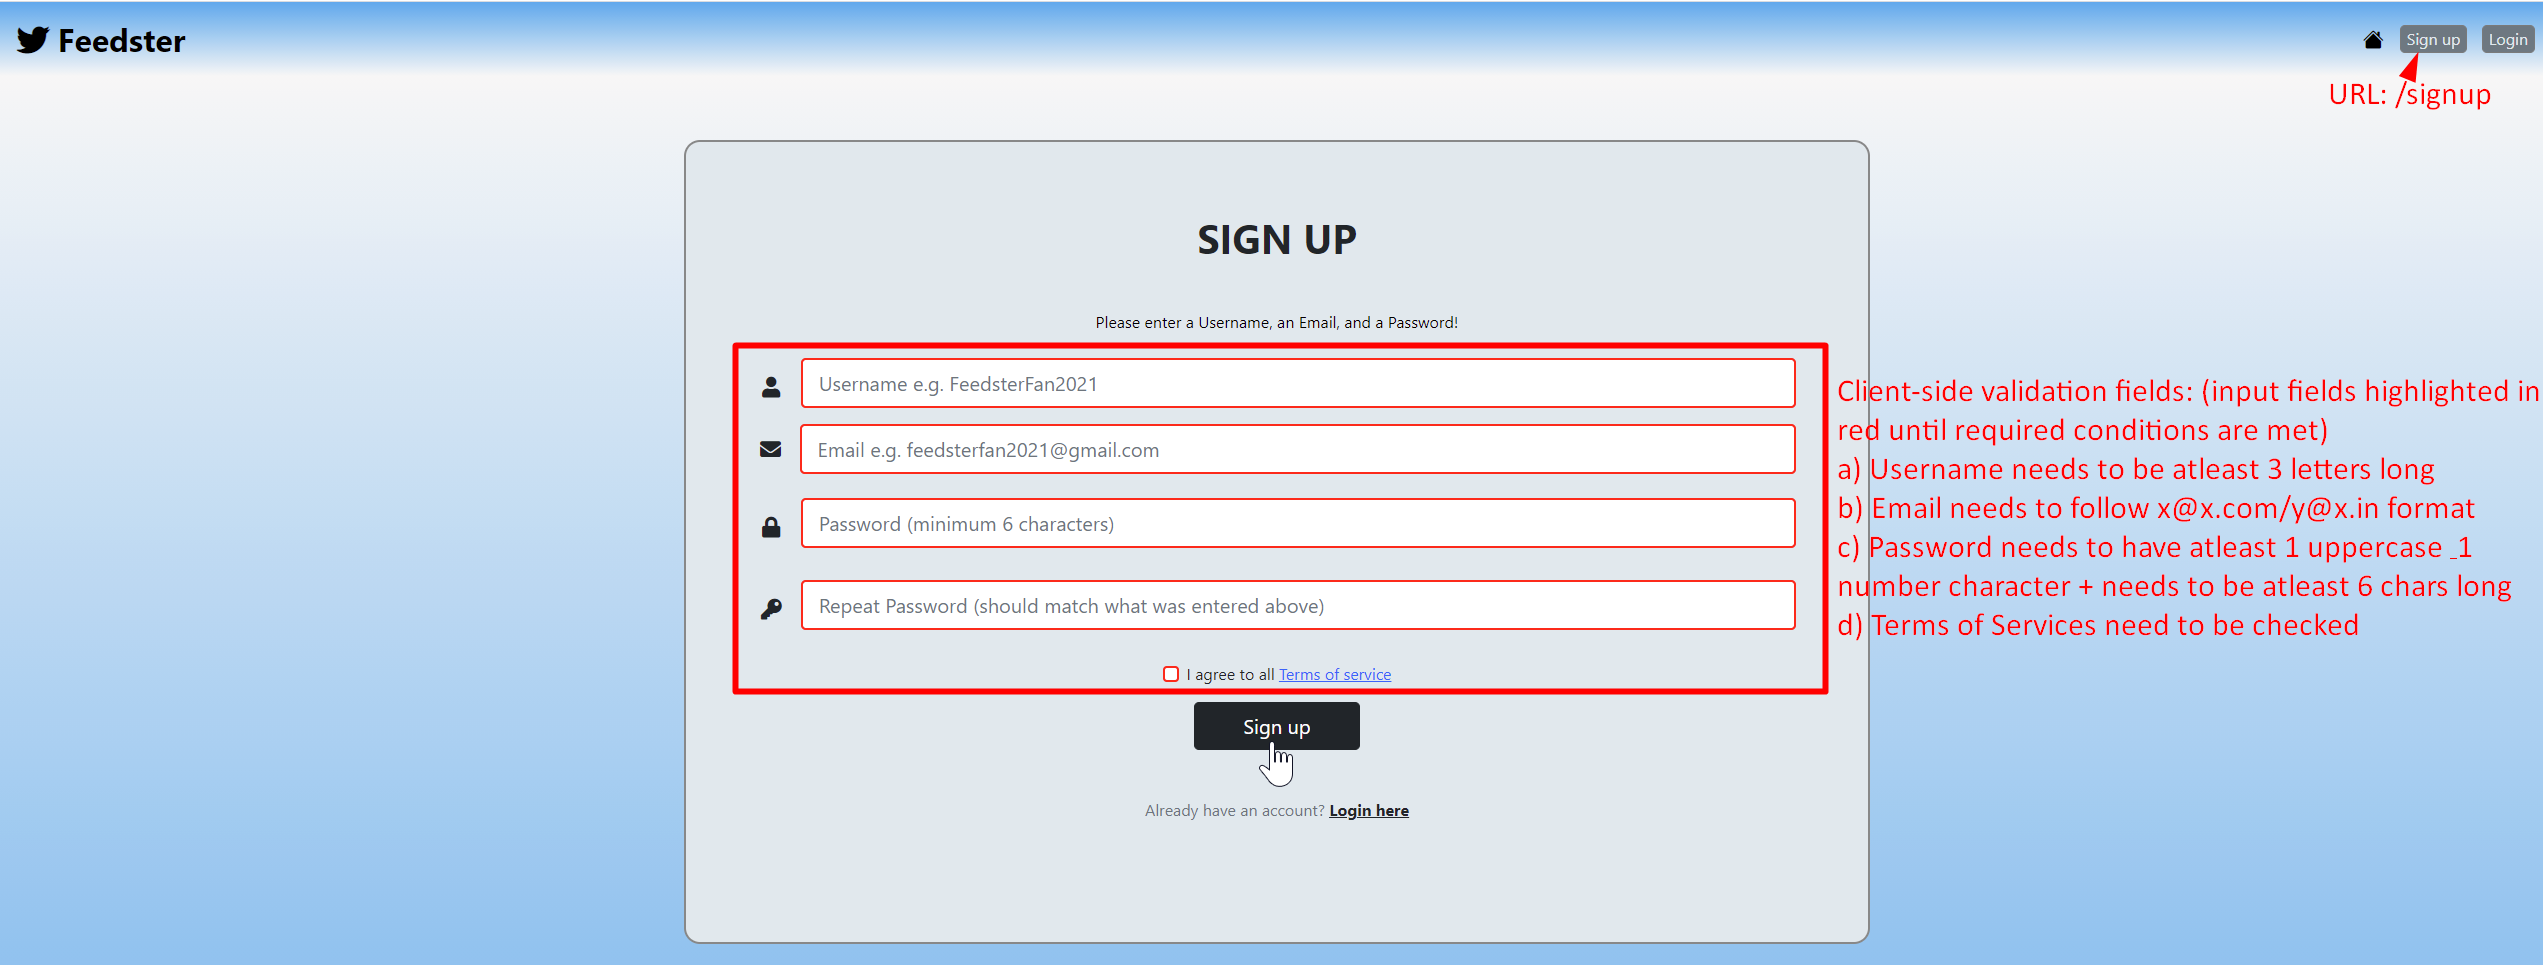 Feedster
Sign up
Login
URL: /signup
SIGN UP
Please enter a Username, an Email, and a Password!
Username e.g. FeedsterFan2021
Email e.g. feedsterfan2021@gmail.com
Password (minimum 6 characters)
Repeat Password (should match what was entered above)
I agree to all Terms of service
Sign up
Already have an account? Login here
Client-side validation fields: (input fields highlighted in
red until required conditions are met)
a) Username needs to be atleast 3 letters long
b) Email needs to follow x@x.com/y@x.in format
c) Password needs to have atleast 1 uppercase _1
number character + needs to be atleast 6 chars long
d) Terms of Services need to be checked